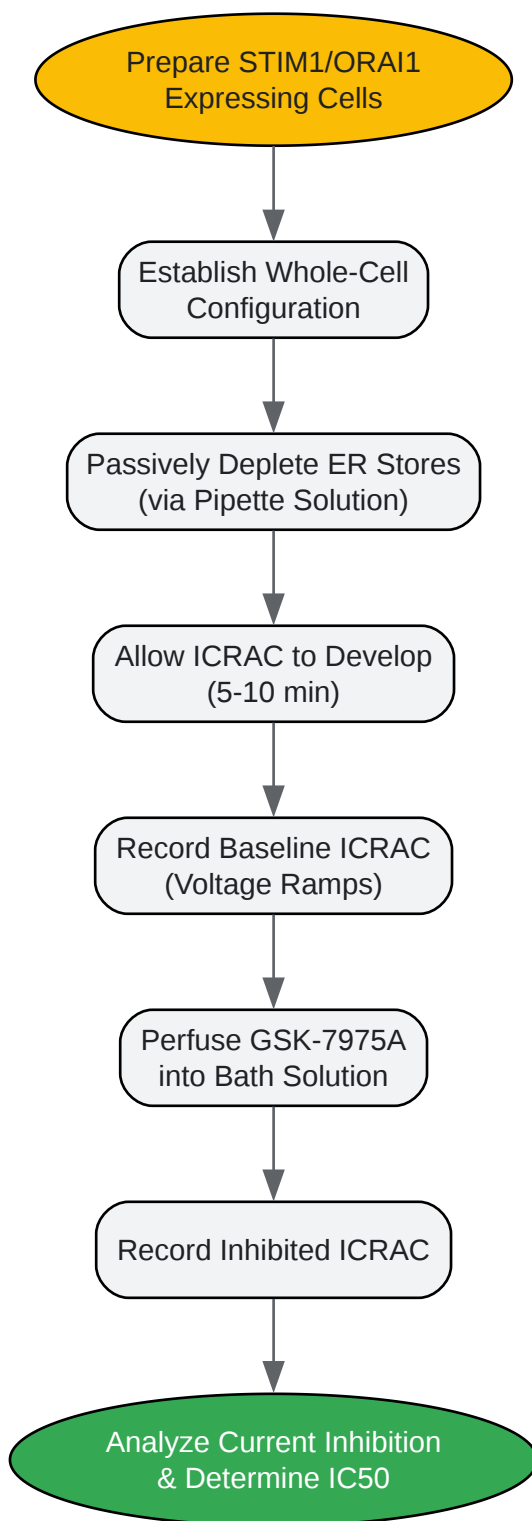 Prepare STIM1/ORAI1
Expressing Cells
Establish Whole-Cell
Configuration
Passively Deplete ER Stores
(via Pipette Solution)
Allow ICRAC to Develop
(5-10 min)
Record Baseline ICRAC
(Voltage Ramps)
Perfuse GSK-7975A
into Bath Solution
Record Inhibited ICRAC
Analyze Current Inhibition
& Determine IC50